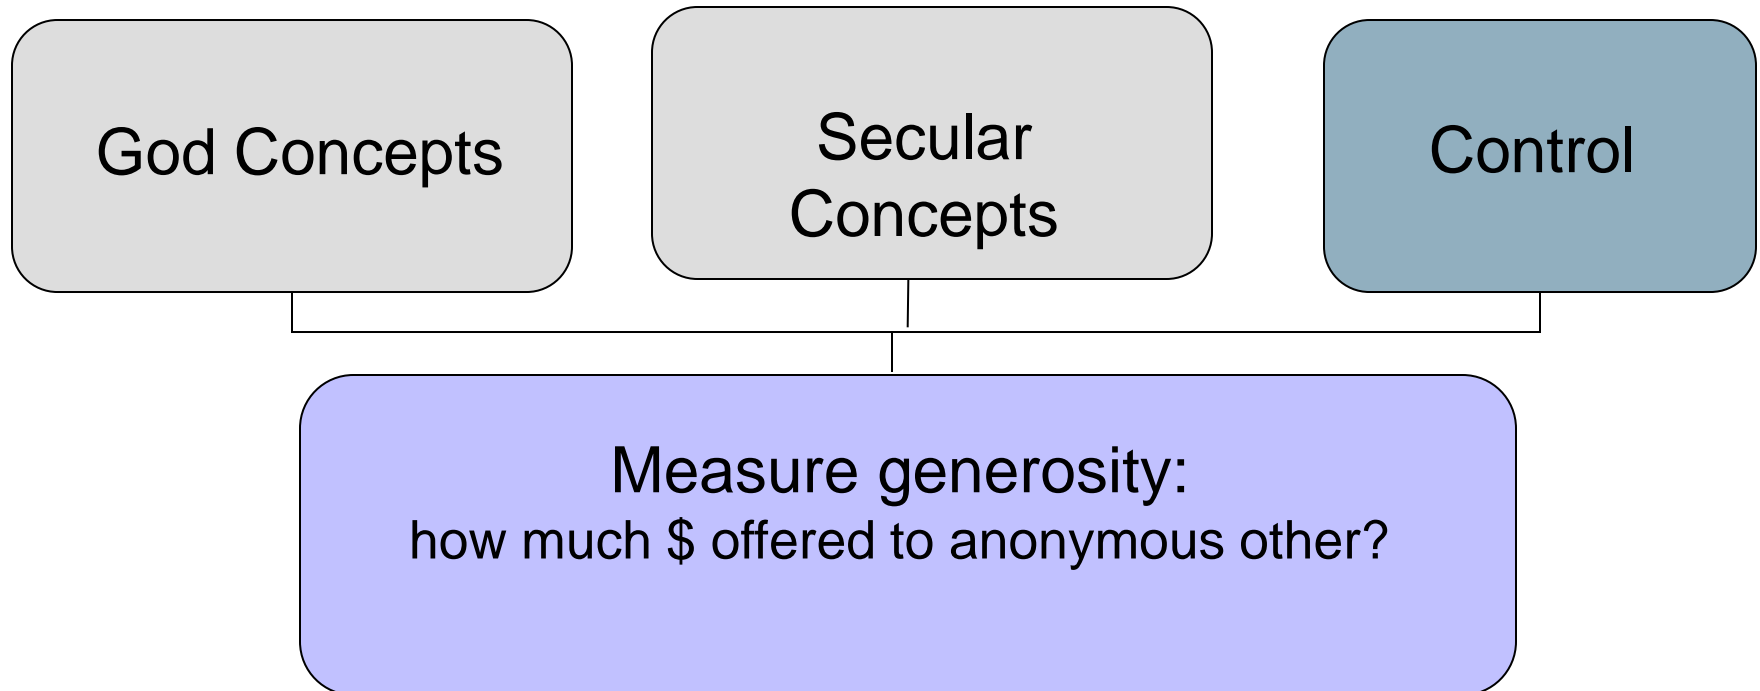 God Concepts
Secular
Concepts
Control
Measure generosity:
how much $ offered to anonymous other?